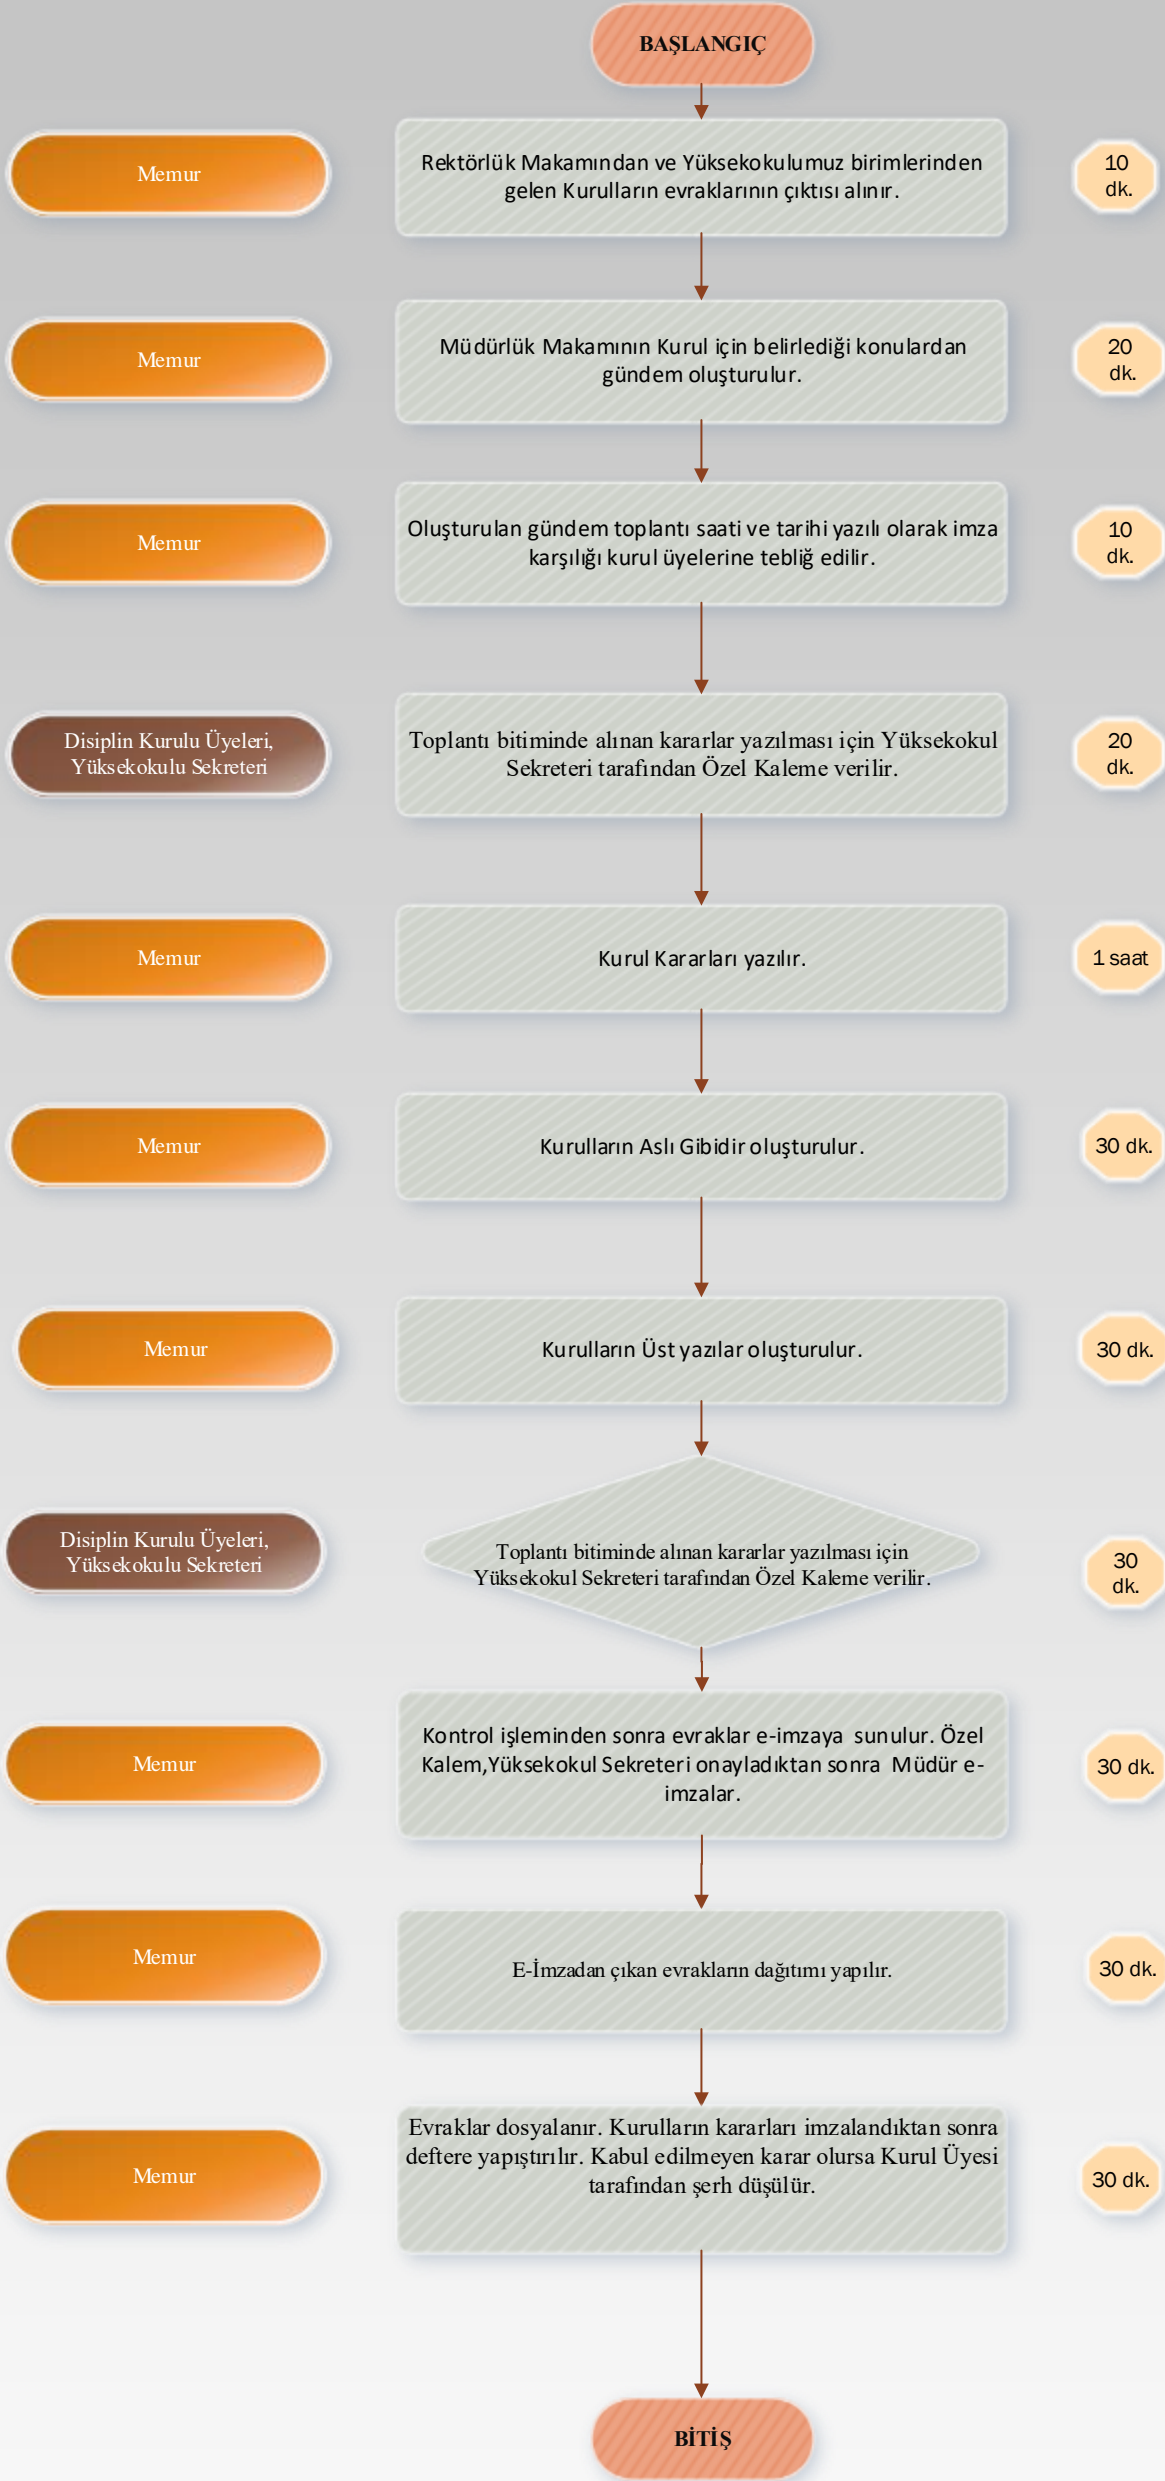 BAŞLANGIÇ
Memur
Rektörlük Makamından ve Yüksekokulumuz birimlerinden
gelen Kurulların evraklarının çıktısı alınır.
10
dk.
Memur
Müdürlük Makamının Kurul için belirlediği konulardan
gündem oluşturulur.
20
dk.
Memur
Oluşturulan gündem toplantı saati ve tarihi yazılı olarak imza
karşılığı kurul üyelerine tebliğ edilir.
10
dk.
Disiplin Kurulu Üyeleri,
Yüksekokulu Sekreteri
Toplantı bitiminde alınan kararlar yazılması için Yüksekokul
Sekreteri tarafından Özel Kaleme verilir.
20
dk.
Memur
Kurul Kararları yazılır.
1 saat
Memur
Kurulların Aslı Gibidir oluşturulur.
30 dk.
Memur
Kurulların Üst yazılar oluşturulur.
30 dk.
Disiplin Kurulu Üyeleri,
Yüksekokulu Sekreteri
Toplantı bitiminde alınan kararlar yazılması için
Yüksekokul Sekreteri tarafından Özel Kaleme verilir.
30
dk.
Memur
Kontrol işleminden sonra evraklar e-imzaya sunulur. Özel
Kalem,Yüksekokul Sekreteri onayladıktan sonra Müdür e-
imzalar.
30 dk.
Memur
E-İmzadan çıkan evrakların dağıtımı yapılır.
30 dk.
Memur
Evraklar dosyalanır. Kurulların kararları imzalandıktan sonra
deftere yapıştırılır. Kabul edilmeyen karar olursa Kurul Üyesi
tarafından şerh düşülür.
30 dk.
BİTİŞ